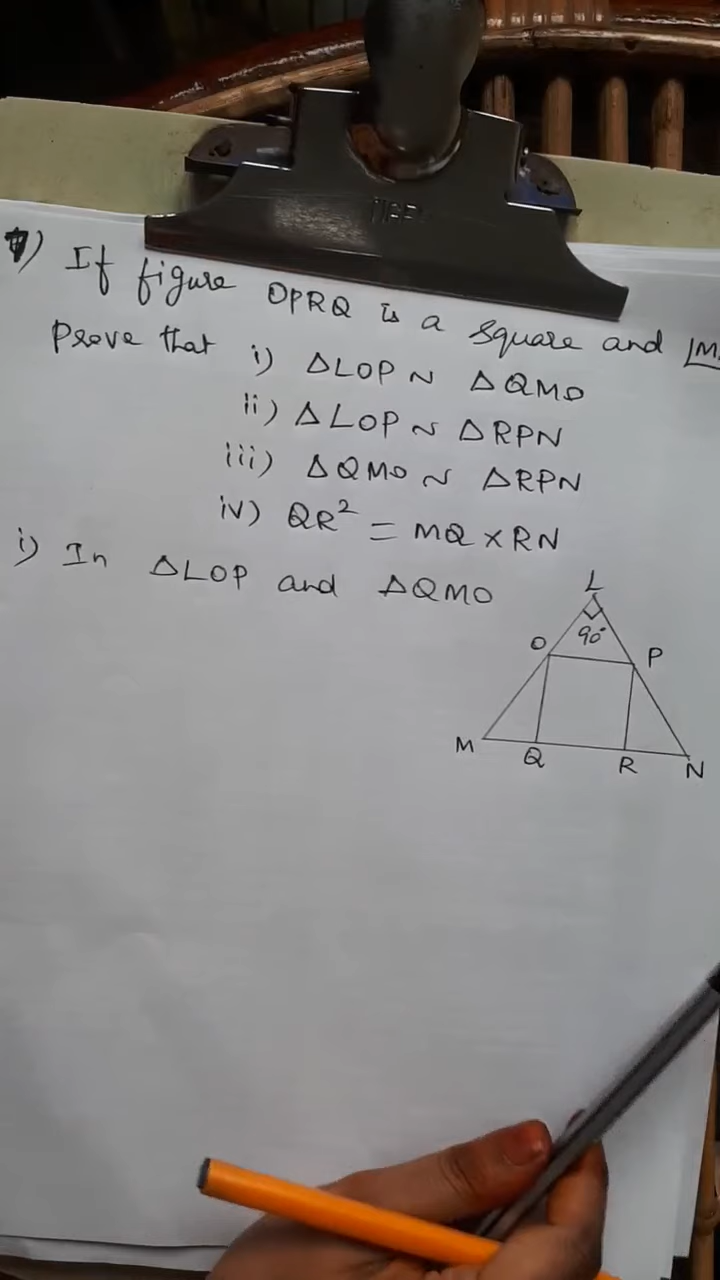 If figure OPRQ is a square and ∠M
Prove that i) ΔLOP ~ ΔQMO
ii) ΔLOP ~ ΔRPN
iii) ΔQMO ~ ΔRPN
iv) QR² = MQ × RN
i) In ΔLOP and ΔQMO
L
90°
O
P
M
Q
R
N